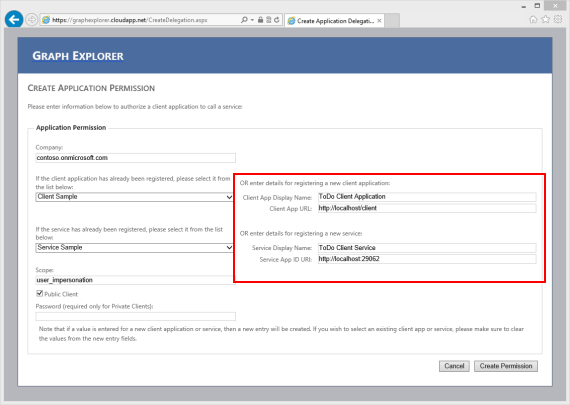 https://graphexplorer.cloudapp.net/CreateDelegation.aspx
Create Application Delegati...
GRAPH EXPLORER
CREATE APPLICATION PERMISSION
Please enter information below to authorize a client application to call a service:
Application Permission
Company:
contoso.onmicrosoft.com
If the client application has already been registered, please select it from
the list below:
Client Sample
OR enter details for registering a new client application:
Client App Display Name: ToDo Client Application
Client App URL: http://localhost/client
If the service has already been registered, please select it from the list
below:
Service Sample
OR enter details for registering a new service:
Service Display Name: ToDo Client Service
Service App ID URI: http://localhost:29062
Scope:
user_impersonation
Public Client
Password (required only for Private Clients):
Note that if a value is entered for a new client application or service, then a new entry will be created. If you wish to select an existing client app or service, please make sure to clear
the values from the new entry fields.
Cancel
Create Permission